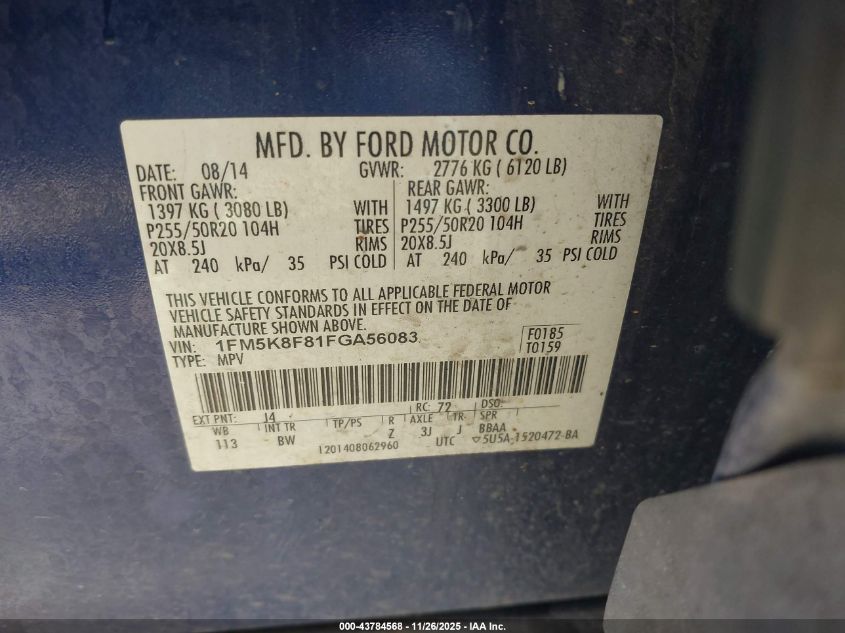 MFD. BY FORD MOTOR CO.
DATE: 08/14 GVWR: 2776 KG ( 6120 LB)
FRONT GAWR: REAR GAWR:
1397 KG ( 3080 LB) WITH 1497 KG ( 3300 LB) WITH
P255/50R20 104H TIRES P255/50R20 104H TIRES
20X8.5J RIMS 20X8.5J RIMS
AT 240 kPa/ 35 PSI COLD AT 240 kPa/ 35 PSI COLD
THIS VEHICLE CONFORMS TO ALL APPLICABLE FEDERAL MOTOR
VEHICLE SAFETY STANDARDS IN EFFECT ON THE DATE OF
MANUFACTURE SHOWN ABOVE.
VIN: 1FM5K8F81FGA56083 F0185
TYPE: MPV T0159
EXT PNT: J4 RC: 72 DSO:
WB INT TR TP/PS R AXLE TR SPR
113 BW Z 3J J BBAA
1201408062960 UTC ▽5U5A-1520472-BA
000-43784568 | 11/26/2025 - IAA Inc.